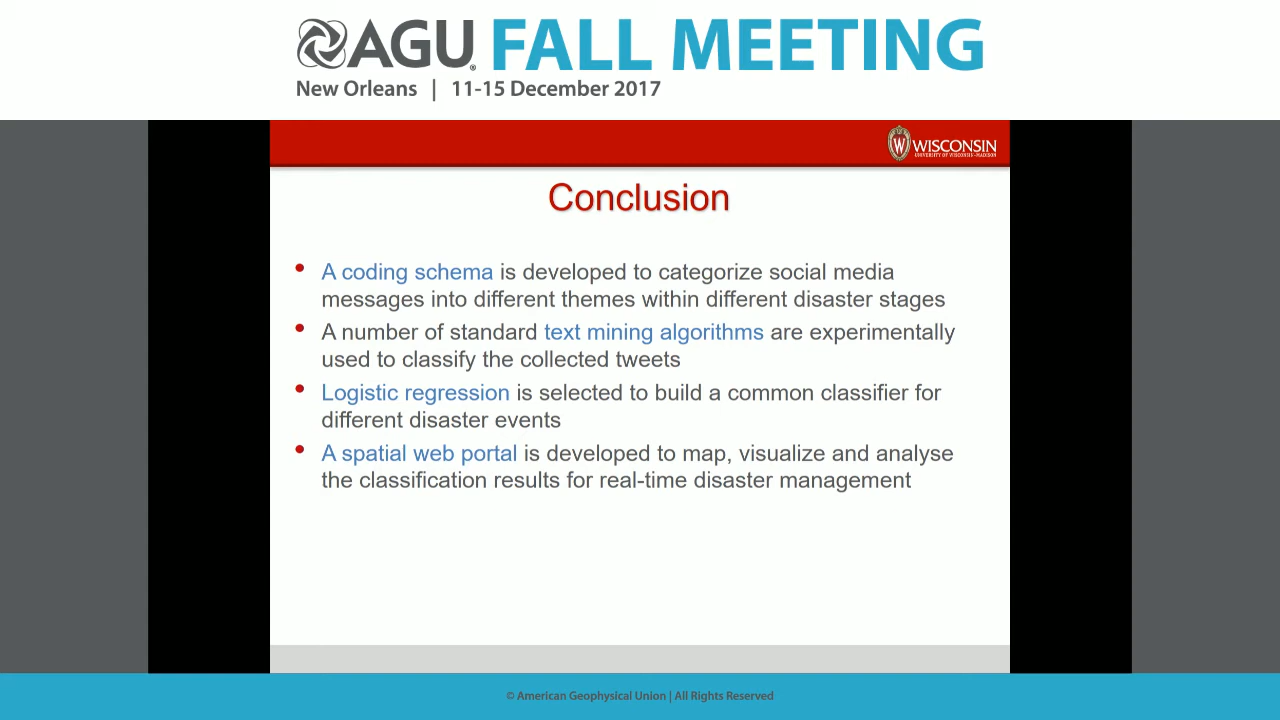 AGU FALL MEETING
New Orleans | 11-15 December 2017
WISCONSIN
UNIVERSITY OF WISCONSIN-MADISON
Conclusion
• A coding schema is developed to categorize social media
messages into different themes within different disaster stages
• A number of standard text mining algorithms are experimentally
used to classify the collected tweets
• Logistic regression is selected to build a common classifier for
different disaster events
• A spatial web portal is developed to map, visualize and analyse
the classification results for real-time disaster management
© American Geophysical Union | All Rights Reserved